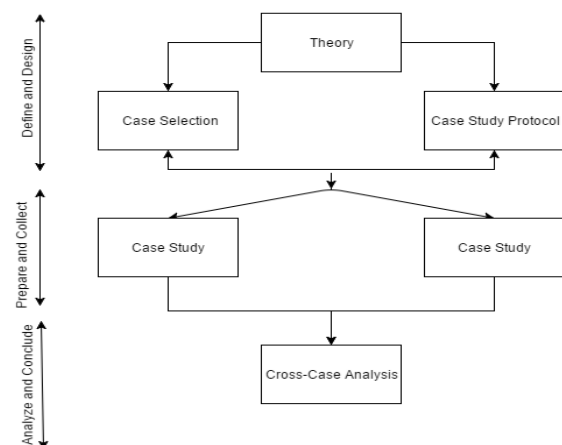 Theory
Define and Design
Case Selection
Case Study Protocol
Prepare and Collect
Case Study
Case Study
Analyze and Conclude
Cross-Case Analysis